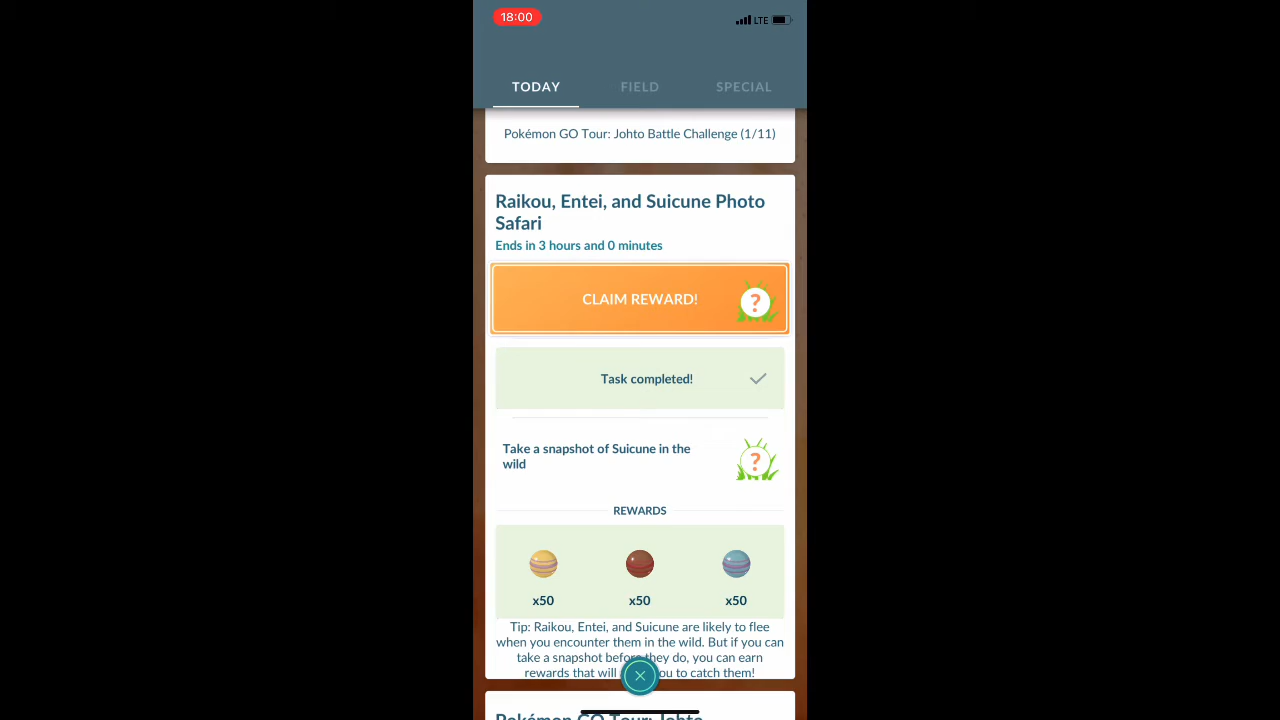 18:00
LTE
TODAY FIELD SPECIAL
Pokémon GO Tour: Johto Battle Challenge (1/11)
Raikou, Entei, and Suicune Photo
Safari
Ends in 3 hours and 0 minutes
CLAIM REWARD!
?
Task completed!
Take a snapshot of Suicune in the
wild
?
REWARDS
x50 x50 x50
Tip: Raikou, Entei, and Suicune are likely to flee
when you encounter them in the wild. But if you can
take a snapshot before they do, you can earn
rewards that will you to catch them!
Pokémon GO Tour: Johto